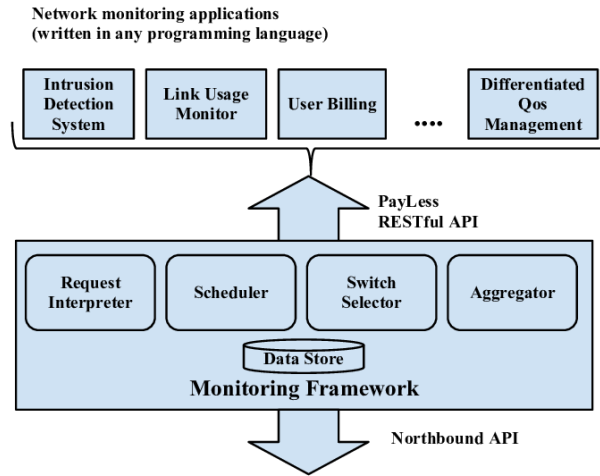 Network monitoring applications
(written in any programming language)
Intrusion
Detection
System
Link Usage
Monitor
User Billing
....
Differentiated
Qos
Management
PayLess
RESTful API
Request
Interpreter
Scheduler
Switch
Selector
Aggregator
Data Store
Monitoring Framework
Northbound API